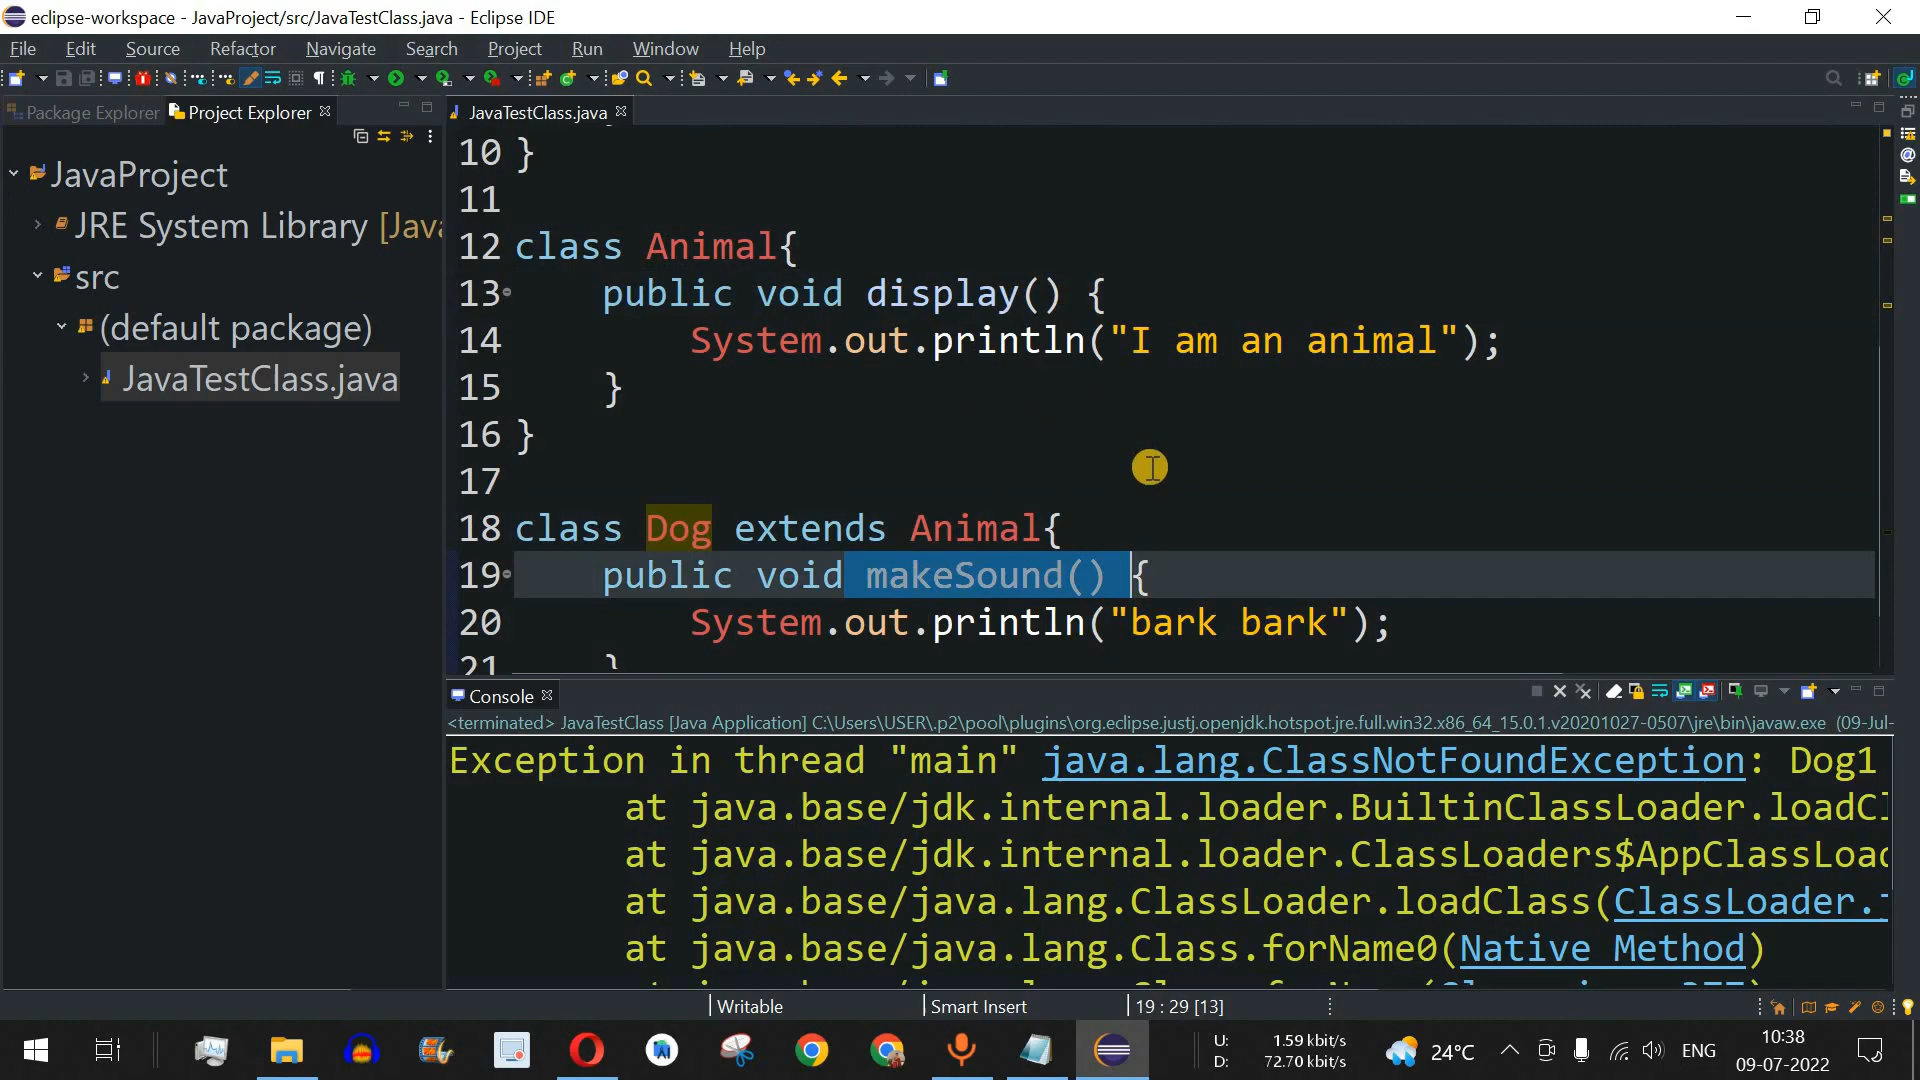 eclipse-workspace - JavaProject/src/JavaTestClass.java - Eclipse IDE
File Edit Source Refactor Navigate Search Project Run Window Help
Package Explorer Project Explorer JavaTestClass.java
JavaProject
JRE System Library [Java
src
(default package)
JavaTestClass.java
10 }
11
12 class Animal{
13     public void display() {
14         System.out.println("I am an animal");
15     }
16 }
17
18 class Dog extends Animal{
19     public void makeSound() {
20         System.out.println("bark bark");
21     }
Console
<terminated> JavaTestClass [Java Application] C:\Users\USER\.p2\pool\plugins\org.eclipse.justj.openjdk.hotspot.jre.full.win32.x86_64_15.0.1.v20201027-0507\jre\bin\javaw.exe (09-Jul-
Exception in thread "main" java.lang.ClassNotFoundException: Dog1
at java.base/jdk.internal.loader.BuiltinClassLoader.loadCl
at java.base/jdk.internal.loader.ClassLoaders$AppClassLoad
at java.base/java.lang.ClassLoader.loadClass(ClassLoader.j
at java.base/java.lang.Class.forName0(Native Method)
Writable Smart Insert 19 : 29 [13]
U: 1.59 kbit/s
D: 72.70 kbit/s
24°C
ENG
10:38
09-07-2022